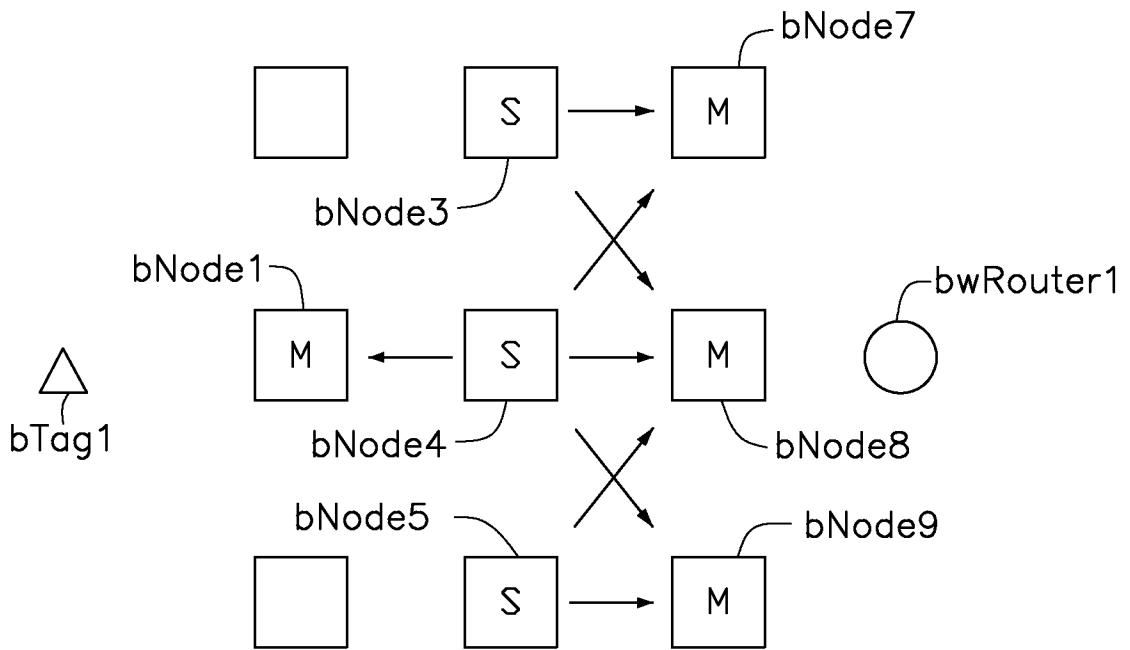 bNode7
S
M
bNode3
bNode1
bwRouter1
M
S
M
bTag1
bNode4
bNode8
bNode5
bNode9
S
M